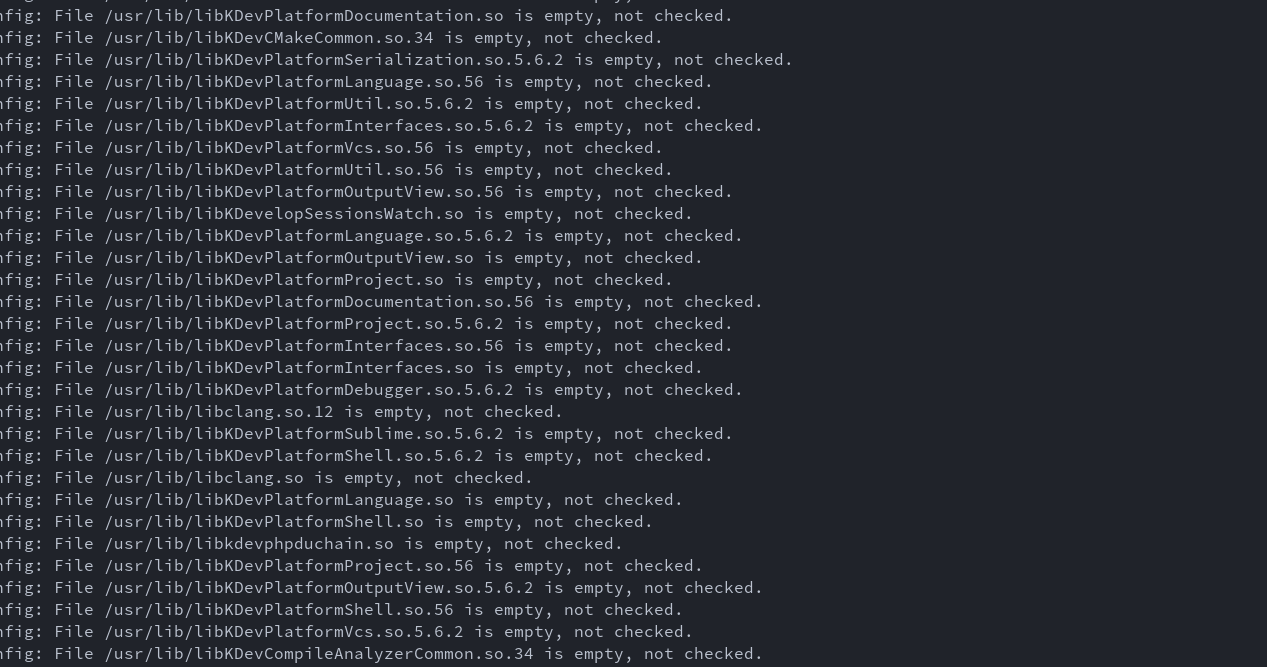 nfig: File /usr/lib/libKDevPlatformDocumentation.so is empty, not checked.
nfig: File /usr/lib/libKDevCMakeCommon.so.34 is empty, not checked.
nfig: File /usr/lib/libKDevPlatformSerialization.so.5.6.2 is empty, not checked.
nfig: File /usr/lib/libKDevPlatformLanguage.so.56 is empty, not checked.
nfig: File /usr/lib/libKDevPlatformUtil.so.5.6.2 is empty, not checked.
nfig: File /usr/lib/libKDevPlatformInterfaces.so.5.6.2 is empty, not checked.
nfig: File /usr/lib/libKDevPlatformVcs.so.56 is empty, not checked.
nfig: File /usr/lib/libKDevPlatformUtil.so.56 is empty, not checked.
nfig: File /usr/lib/libKDevPlatformOutputView.so.56 is empty, not checked.
nfig: File /usr/lib/libKDevelopSessionsWatch.so is empty, not checked.
nfig: File /usr/lib/libKDevPlatformLanguage.so.5.6.2 is empty, not checked.
nfig: File /usr/lib/libKDevPlatformOutputView.so is empty, not checked.
nfig: File /usr/lib/libKDevPlatformProject.so is empty, not checked.
nfig: File /usr/lib/libKDevPlatformDocumentation.so.56 is empty, not checked.
nfig: File /usr/lib/libKDevPlatformProject.so.5.6.2 is empty, not checked.
nfig: File /usr/lib/libKDevPlatformInterfaces.so.56 is empty, not checked.
nfig: File /usr/lib/libKDevPlatformInterfaces.so is empty, not checked.
nfig: File /usr/lib/libKDevPlatformDebugger.so.5.6.2 is empty, not checked.
nfig: File /usr/lib/libclang.so.12 is empty, not checked.
nfig: File /usr/lib/libKDevPlatformSublime.so.5.6.2 is empty, not checked.
nfig: File /usr/lib/libKDevPlatformShell.so.5.6.2 is empty, not checked.
nfig: File /usr/lib/libclang.so is empty, not checked.
nfig: File /usr/lib/libKDevPlatformLanguage.so is empty, not checked.
nfig: File /usr/lib/libKDevPlatformShell.so is empty, not checked.
nfig: File /usr/lib/libkdevphpduchain.so is empty, not checked.
nfig: File /usr/lib/libKDevPlatformProject.so.56 is empty, not checked.
nfig: File /usr/lib/libKDevPlatformOutputView.so.5.6.2 is empty, not checked.
nfig: File /usr/lib/libKDevPlatformShell.so.56 is empty, not checked.
nfig: File /usr/lib/libKDevPlatformVcs.so.5.6.2 is empty, not checked.
nfig: File /usr/lib/libKDevCompileAnalyzerCommon.so.34 is empty, not checked.